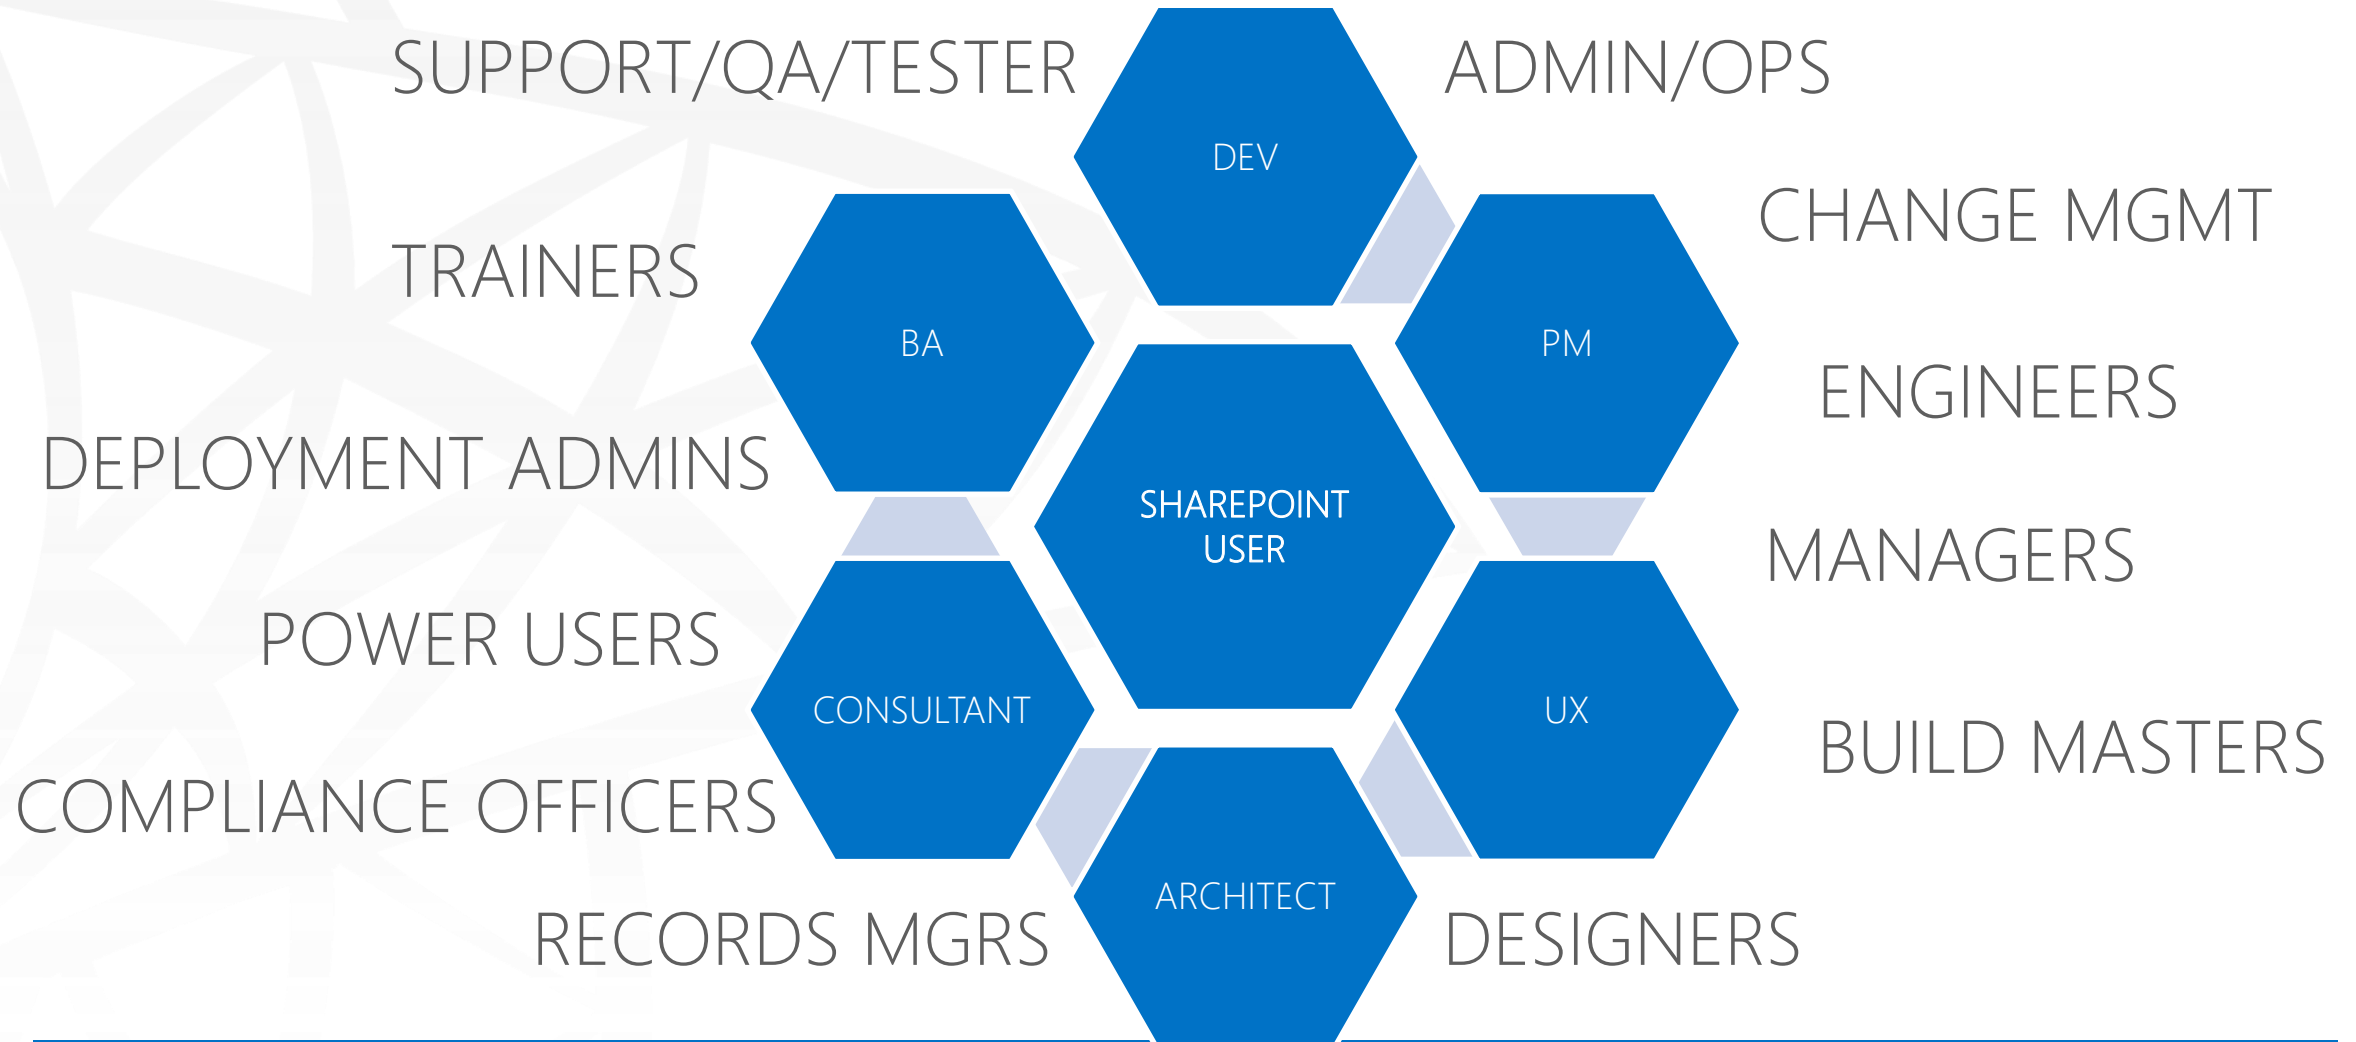 SUPPORT/QA/TESTER
ADMIN/OPS
DEV
CHANGE MGMT
TRAINERS
BA
PM
ENGINEERS
DEPLOYMENT ADMINS
SHAREPOINT
USER
MANAGERS
POWER USERS
CONSULTANT
UX
BUILD MASTERS
COMPLIANCE OFFICERS
ARCHITECT
RECORDS MGRS
DESIGNERS